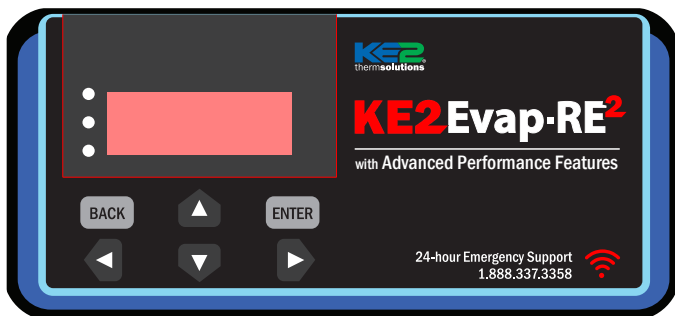 KE2®
thermsolutions
KE2Evap·RE²
with Advanced Performance Features
BACK
ENTER
24-hour Emergency Support
1.888.337.3358